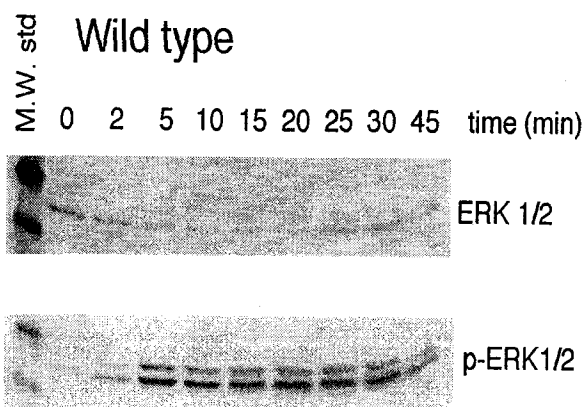 M.W. std
Wild type
0 2 5 10 15 20 25 30 45 time (min)
ERK 1/2
p-ERK1/2